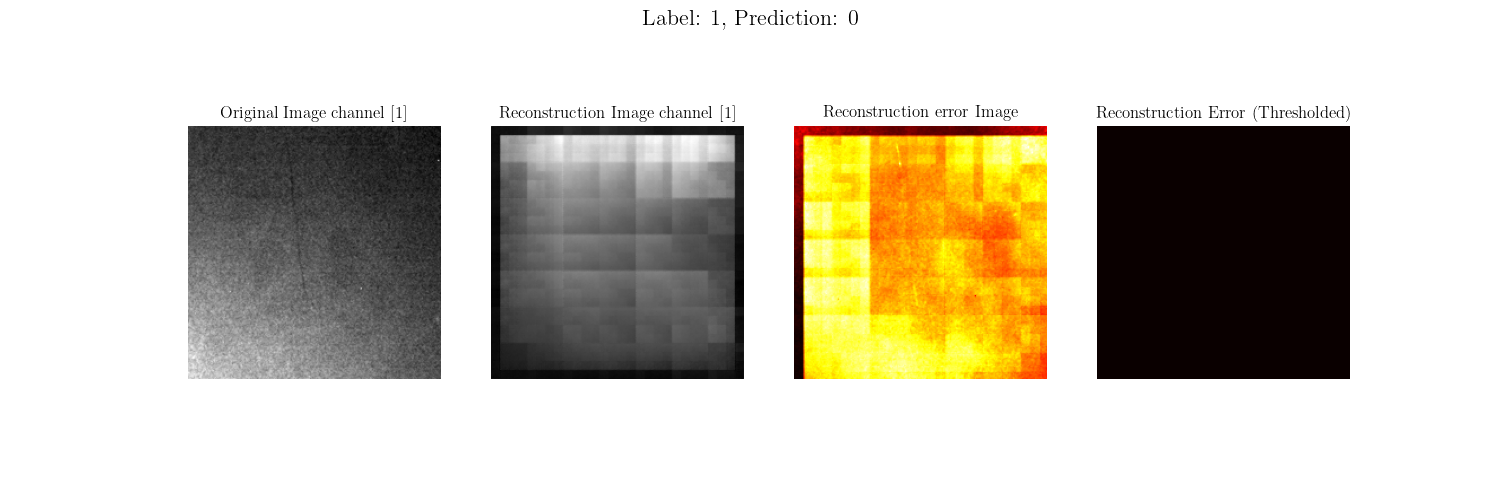 Label: 1, Prediction: 0
Original Image channel [1]
Reconstruction Image channel [1]
Reconstruction error Image
Reconstruction Error (Thresholded)